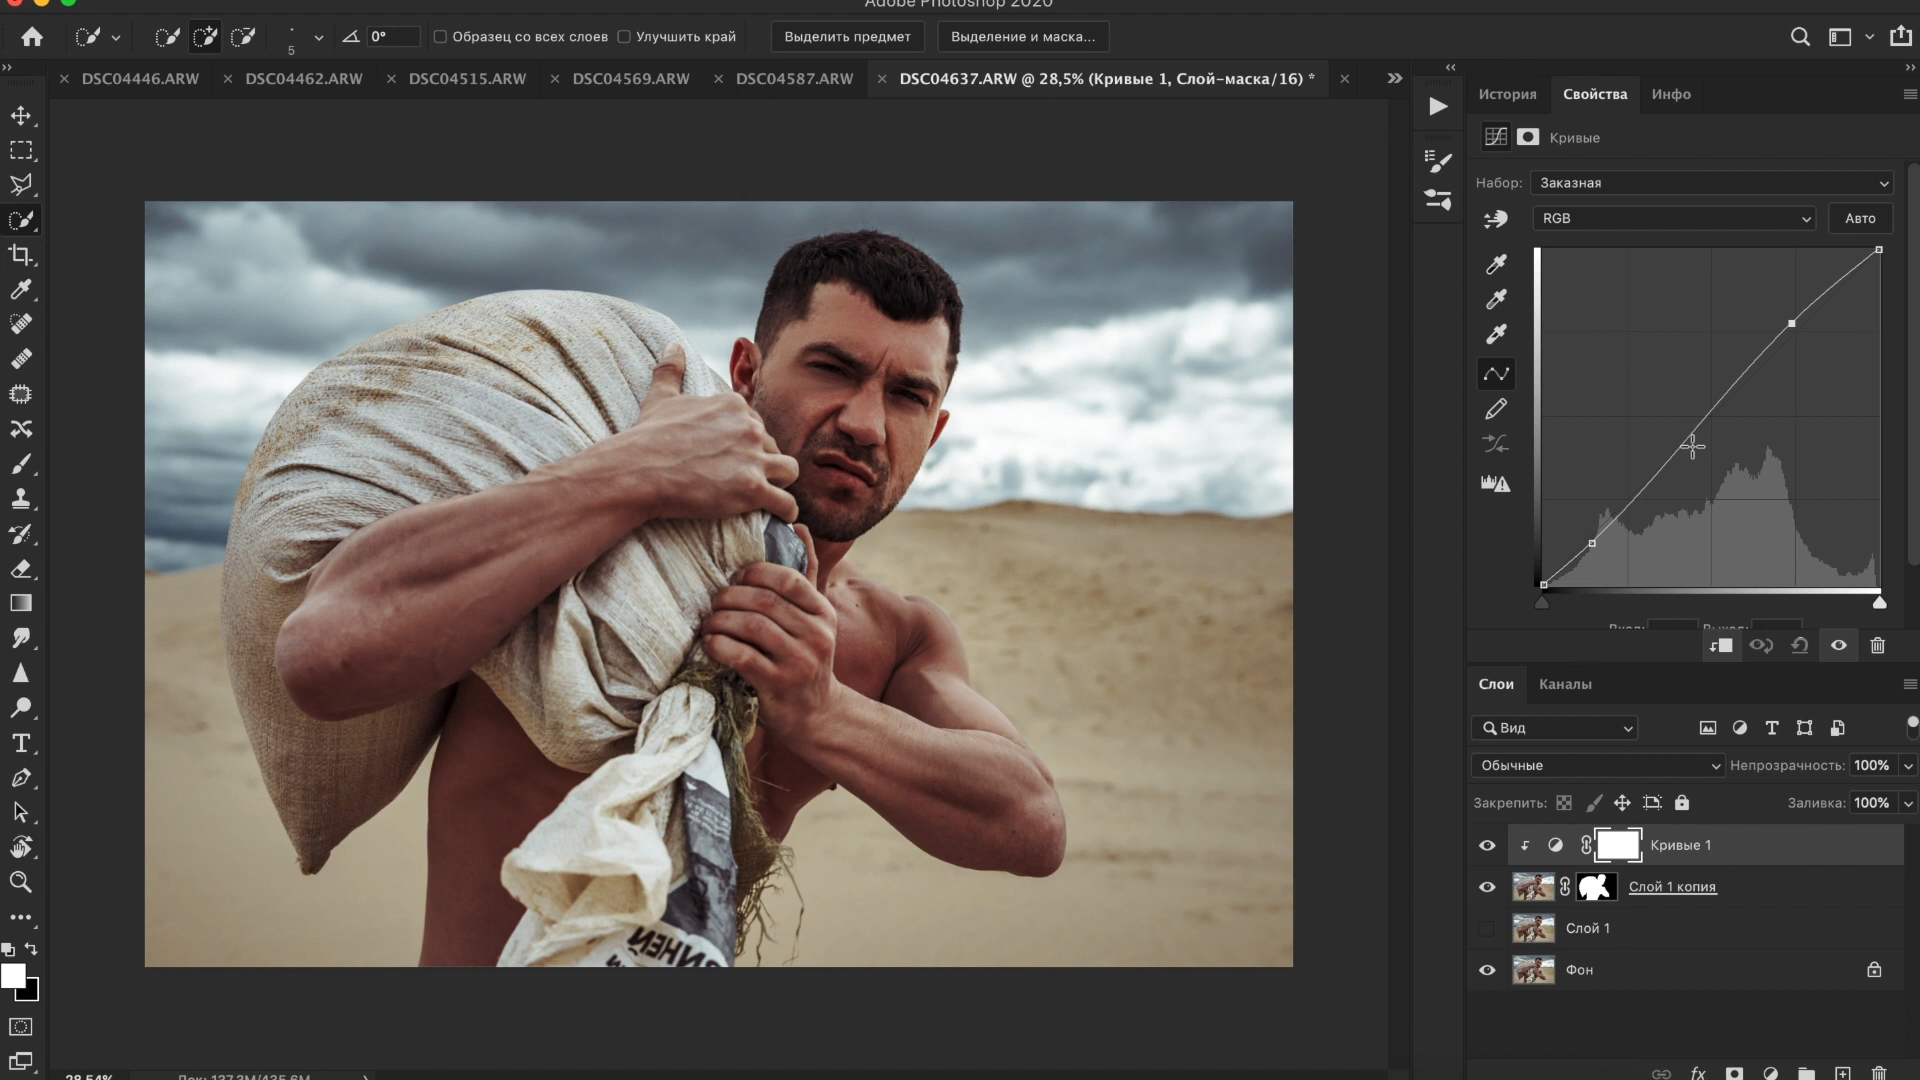 Adobe Photoshop 2020
5
0°
Образец со всех слоев
Улучшить край
Выделить предмет
Выделение и маска...
DSC04446.ARW
DSC04462.ARW
DSC04515.ARW
DSC04569.ARW
DSC04587.ARW
DSC04637.ARW @ 28,5% (Кривые 1, Слой-маска/16) *
История
Свойства
Инфо
Кривые
Набор:
Заказная
RGB
Авто
Вход:
Выход:
Слои
Каналы
Вид
Обычные
Непрозрачность:
100%
Закрепить:
Заливка:
100%
Кривые 1
Слой 1 копия
Слой 1
Фон
28,54%
Док: 137,3M/435,6M